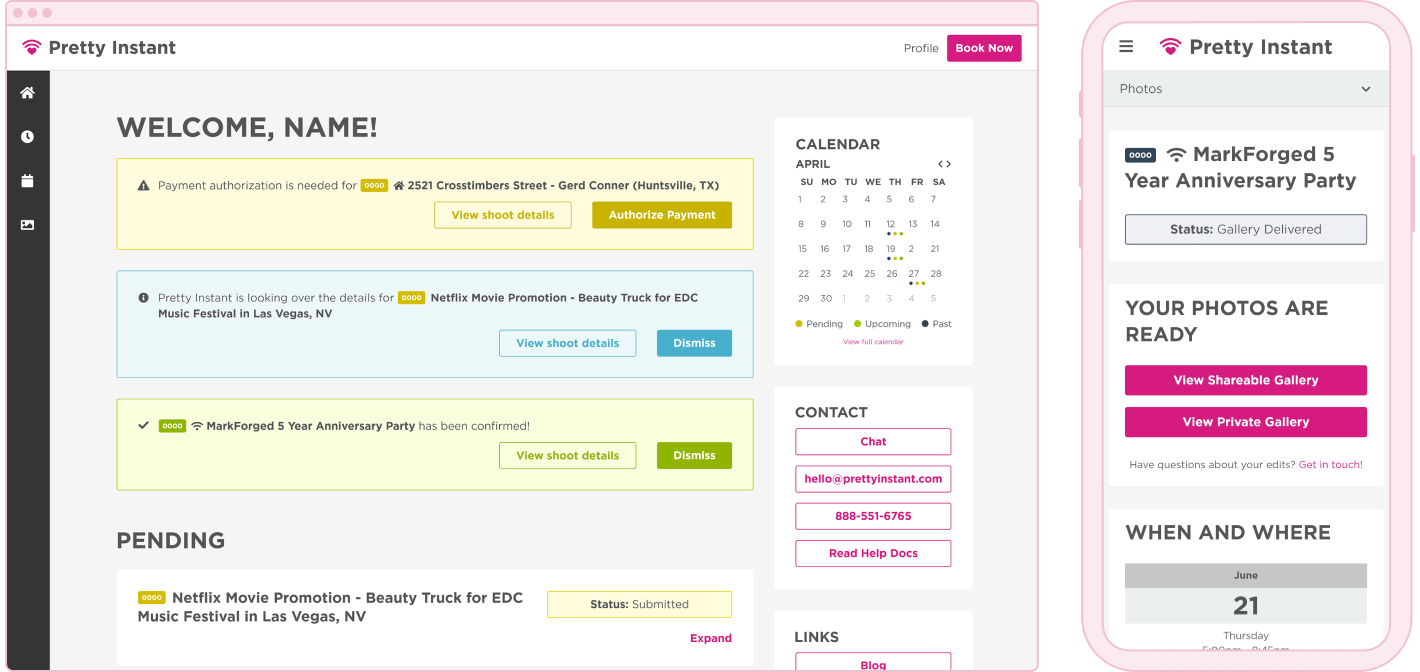 Pretty Instant
Profile
Book Now
WELCOME, NAME!
Payment authorization is needed for 0000 2521 Crosstimbers Street - Gerd Conner (Huntsville, TX)
View shoot details
Authorize Payment
Pretty Instant is looking over the details for 0000 Netflix Movie Promotion - Beauty Truck for EDC
Music Festival in Las Vegas, NV
View shoot details
Dismiss
0000 MarkForged 5 Year Anniversary Party has been confirmed!
View shoot details
Dismiss
PENDING
0000 Netflix Movie Promotion - Beauty Truck for EDC
Music Festival in Las Vegas, NV
Status: Submitted
Expand
CALENDAR
APRIL
SU MO TU WE TH FR SA
1 2 3 4 5 6 7
8 9 10 11 12 13 14
15 16 17 18 19 2 21
22 23 24 25 26 27 28
29 30 1 2 3 4 5
Pending Upcoming Past
View full calendar
CONTACT
Chat
hello@prettyinstant.com
888-551-6765
Read Help Docs
LINKS
Blog
Pretty Instant
Photos
0000 MarkForged 5
Year Anniversary Party
Status: Gallery Delivered
YOUR PHOTOS ARE
READY
View Shareable Gallery
View Private Gallery
Have questions about your edits? Get in touch!
WHEN AND WHERE
June
21
Thursday